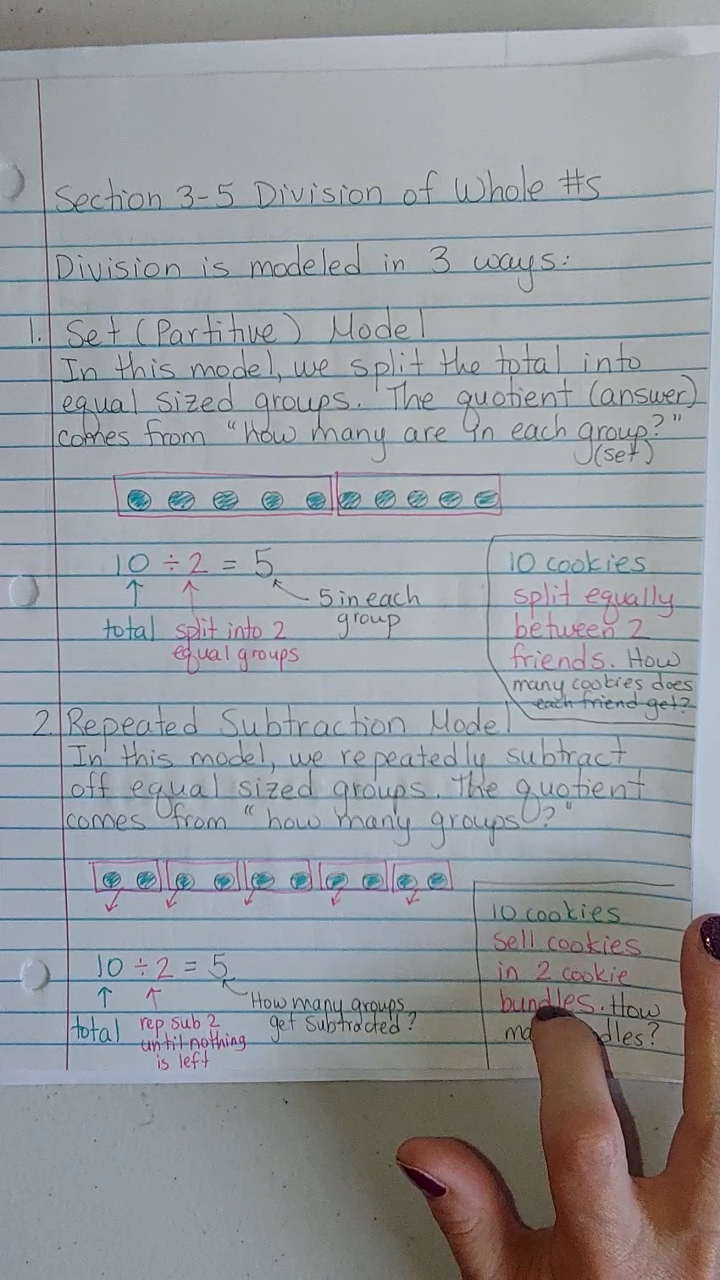 Section 3-5 Division of Whole #s
Division is modeled in 3 ways:
1. Set (Partitive) Model
In this model, we split the total into
equal sized groups. The quotient (answer)
comes from "how many are in each group?"
(set)
10 ÷ 2 = 5
5 in each
group
total
split into 2
equal groups
10 cookies
split equally
between 2
friends. How
many cookies does
each friend get?
2. Repeated Subtraction Model
In this model, we repeatedly subtract
off equal sized groups. The quotient
comes from "how many groups?"
10 ÷ 2 = 5
How many groups
get subtracted?
total
rep sub 2
until nothing
is left
10 cookies
sell cookies
in 2 cookie
bundles. How